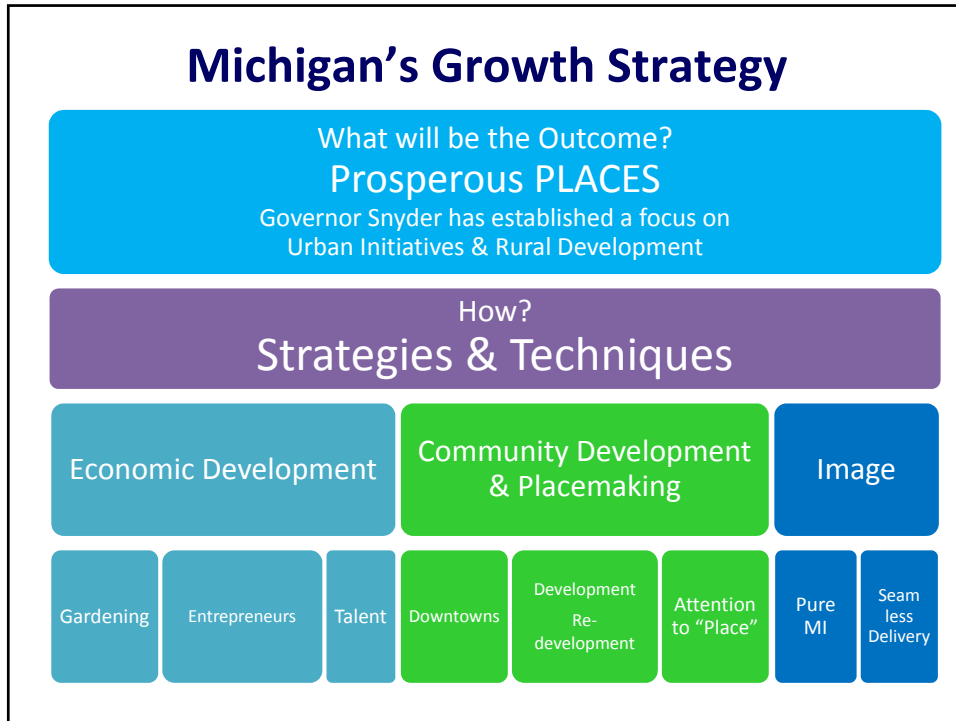 Michigan’s Growth Strategy
What will be the Outcome?
Prosperous PLACES
Governor Snyder has established a focus on
Urban Initiatives & Rural Development
How?
Strategies & Techniques
Economic Development
Community Development
& Placemaking
Image
Gardening
Entrepreneurs
Talent
Downtowns
Development
Re-
development
Attention
to “Place”
Pure
MI
Seam
less
Delivery